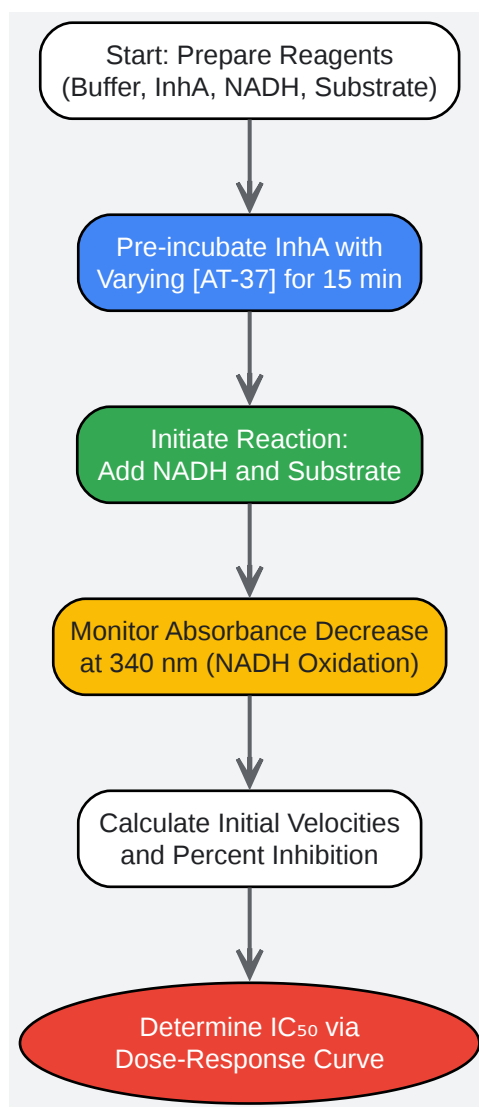 Start: Prepare Reagents
(Buffer, InhA, NADH, Substrate)
Pre-incubate InhA with
Varying [AT-37] for 15 min
Initiate Reaction:
Add NADH and Substrate
Monitor Absorbance Decrease
at 340 nm (NADH Oxidation)
Calculate Initial Velocities
and Percent Inhibition
Determine IC₅₀ via
Dose-Response Curve